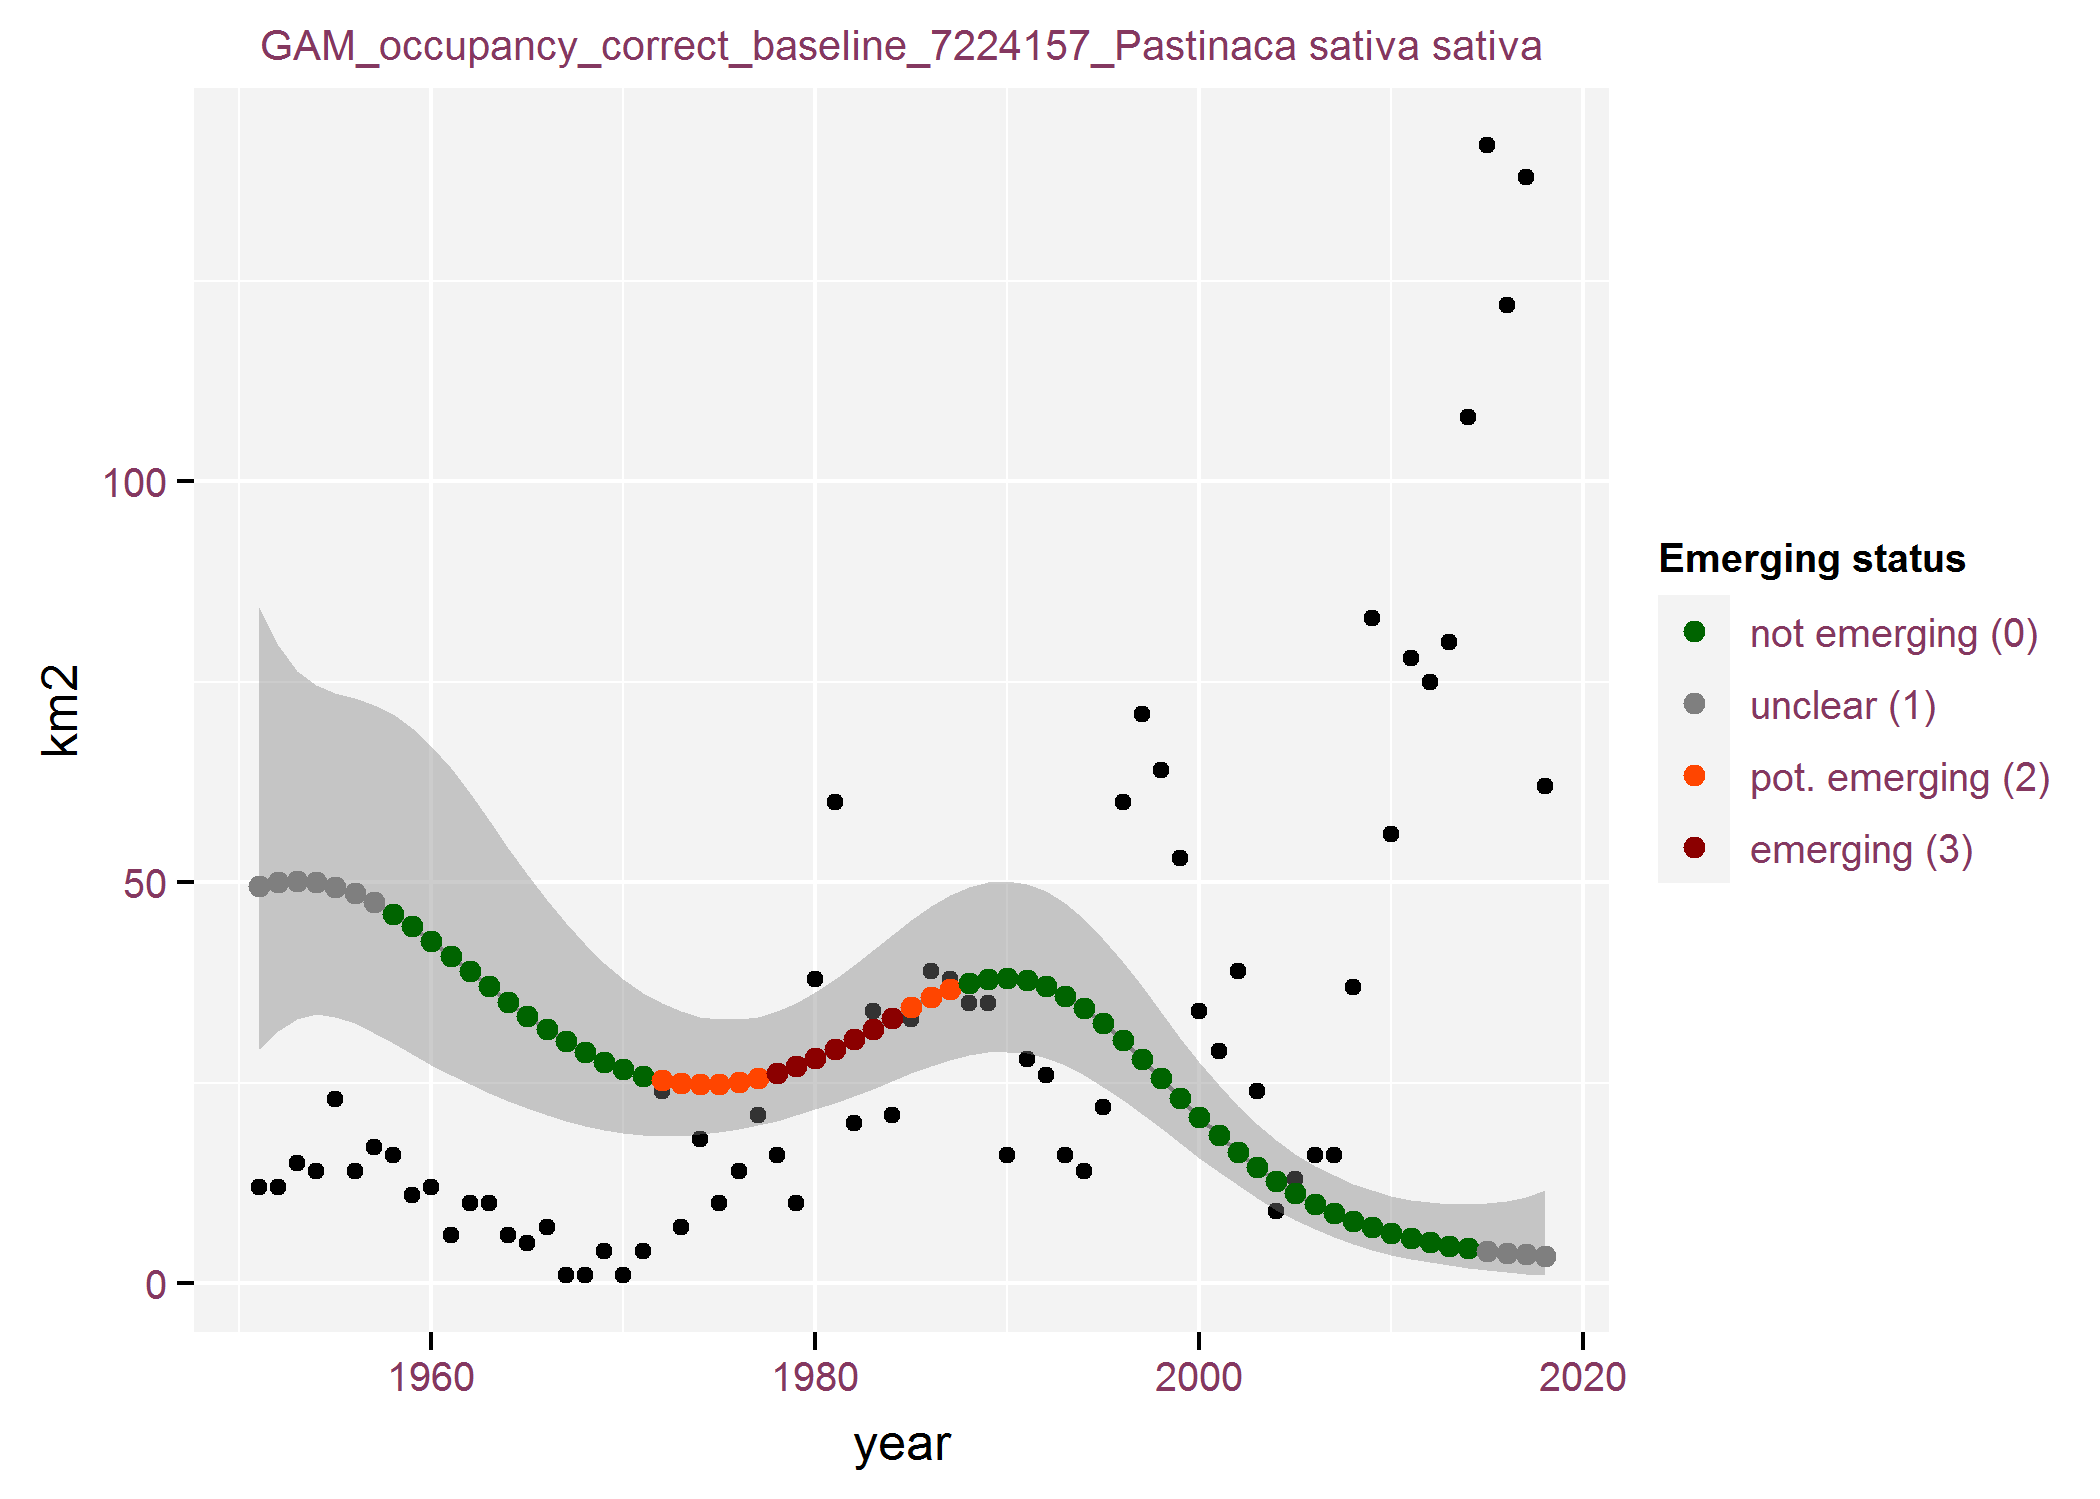 GAM_occupancy_correct_baseline_7224157_Pastinaca sativa sativa
100
50
0
km2
1960
1980
2000
2020
year
Emerging status
not emerging (0)
unclear (1)
pot. emerging (2)
emerging (3)